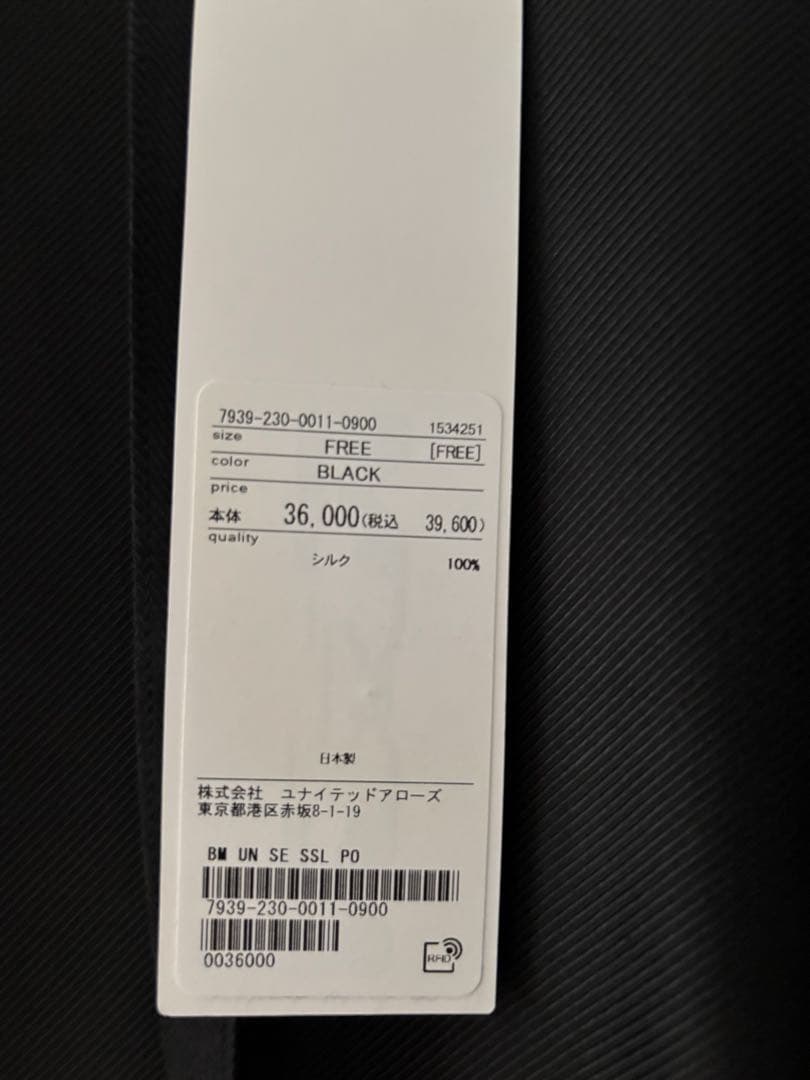 7939-230-0011-0900 1534251
size FREE [FREE]
color BLACK
price
本体 36,000(税込 39,600)
quality
シルク 100%
日本製
株式会社 ユナイテッドアローズ
東京都港区赤坂8-1-19
BM UN SE SSL PO
7939-230-0011-0900
0036000
RFID